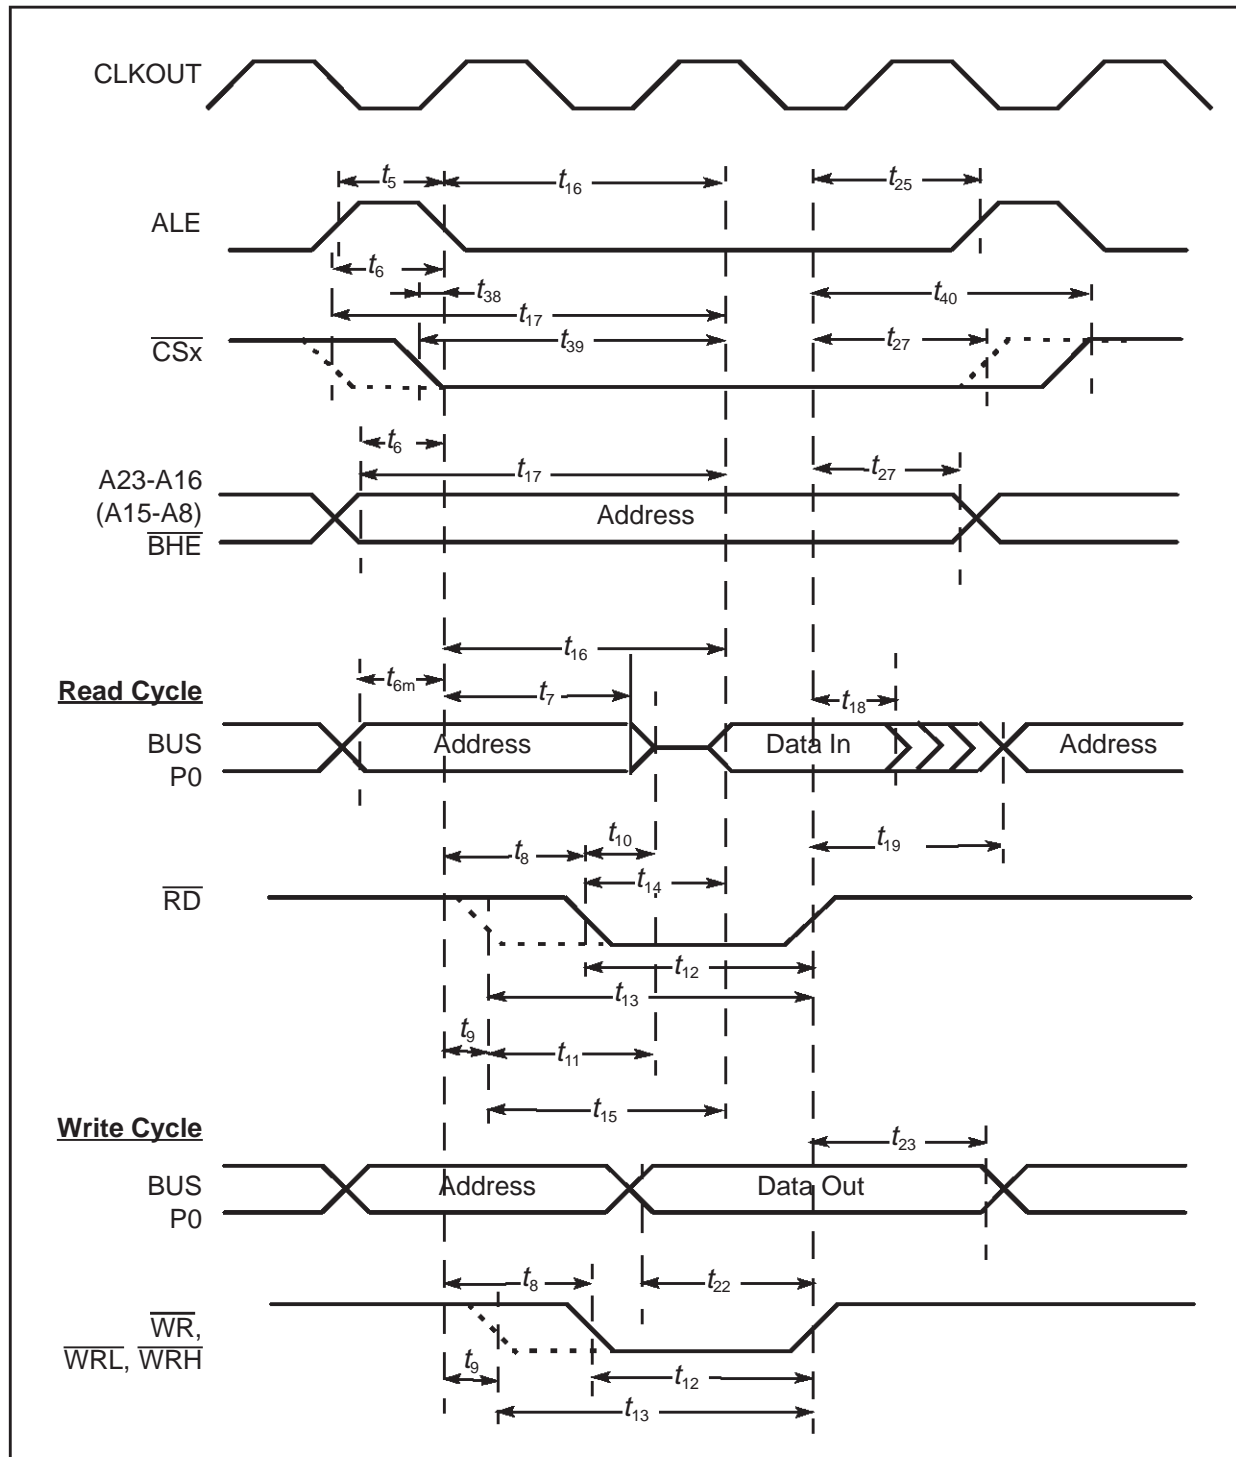 CLKOUT
t5 t16 t25
ALE
t6
t38 t40
t17
CSx t39 t27
t6
A23-A16 t17 t27
(A15-A8) Address
BHE
t16
t6m
Read Cycle t7 t18
BUS Address Data In Address
P0
t8 t10 t19
t14
RD
t12
t13
t9 t11
t15
Write Cycle
t23
BUS Address Data Out
P0
t8 t22
WR,
WRL, WRH t9 t12
t13